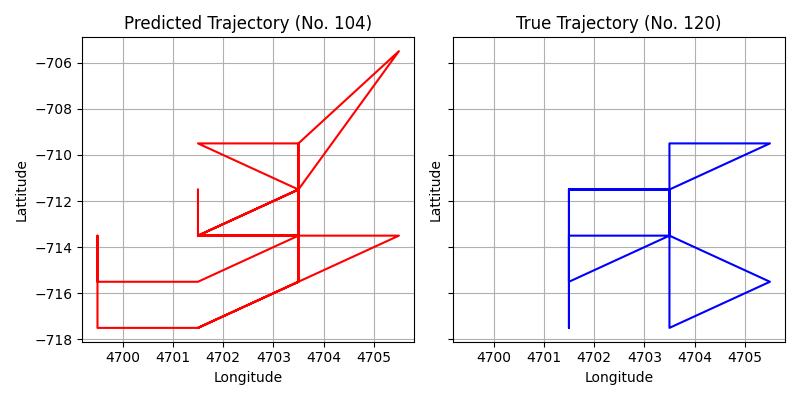 Predicted Trajectory (No. 104)
True Trajectory (No. 120)
Lattitude
−706
−708
−710
−712
−714
−716
−718
4700 4701 4702 4703 4704 4705
Longitude
Lattitude
4700 4701 4702 4703 4704 4705
Longitude